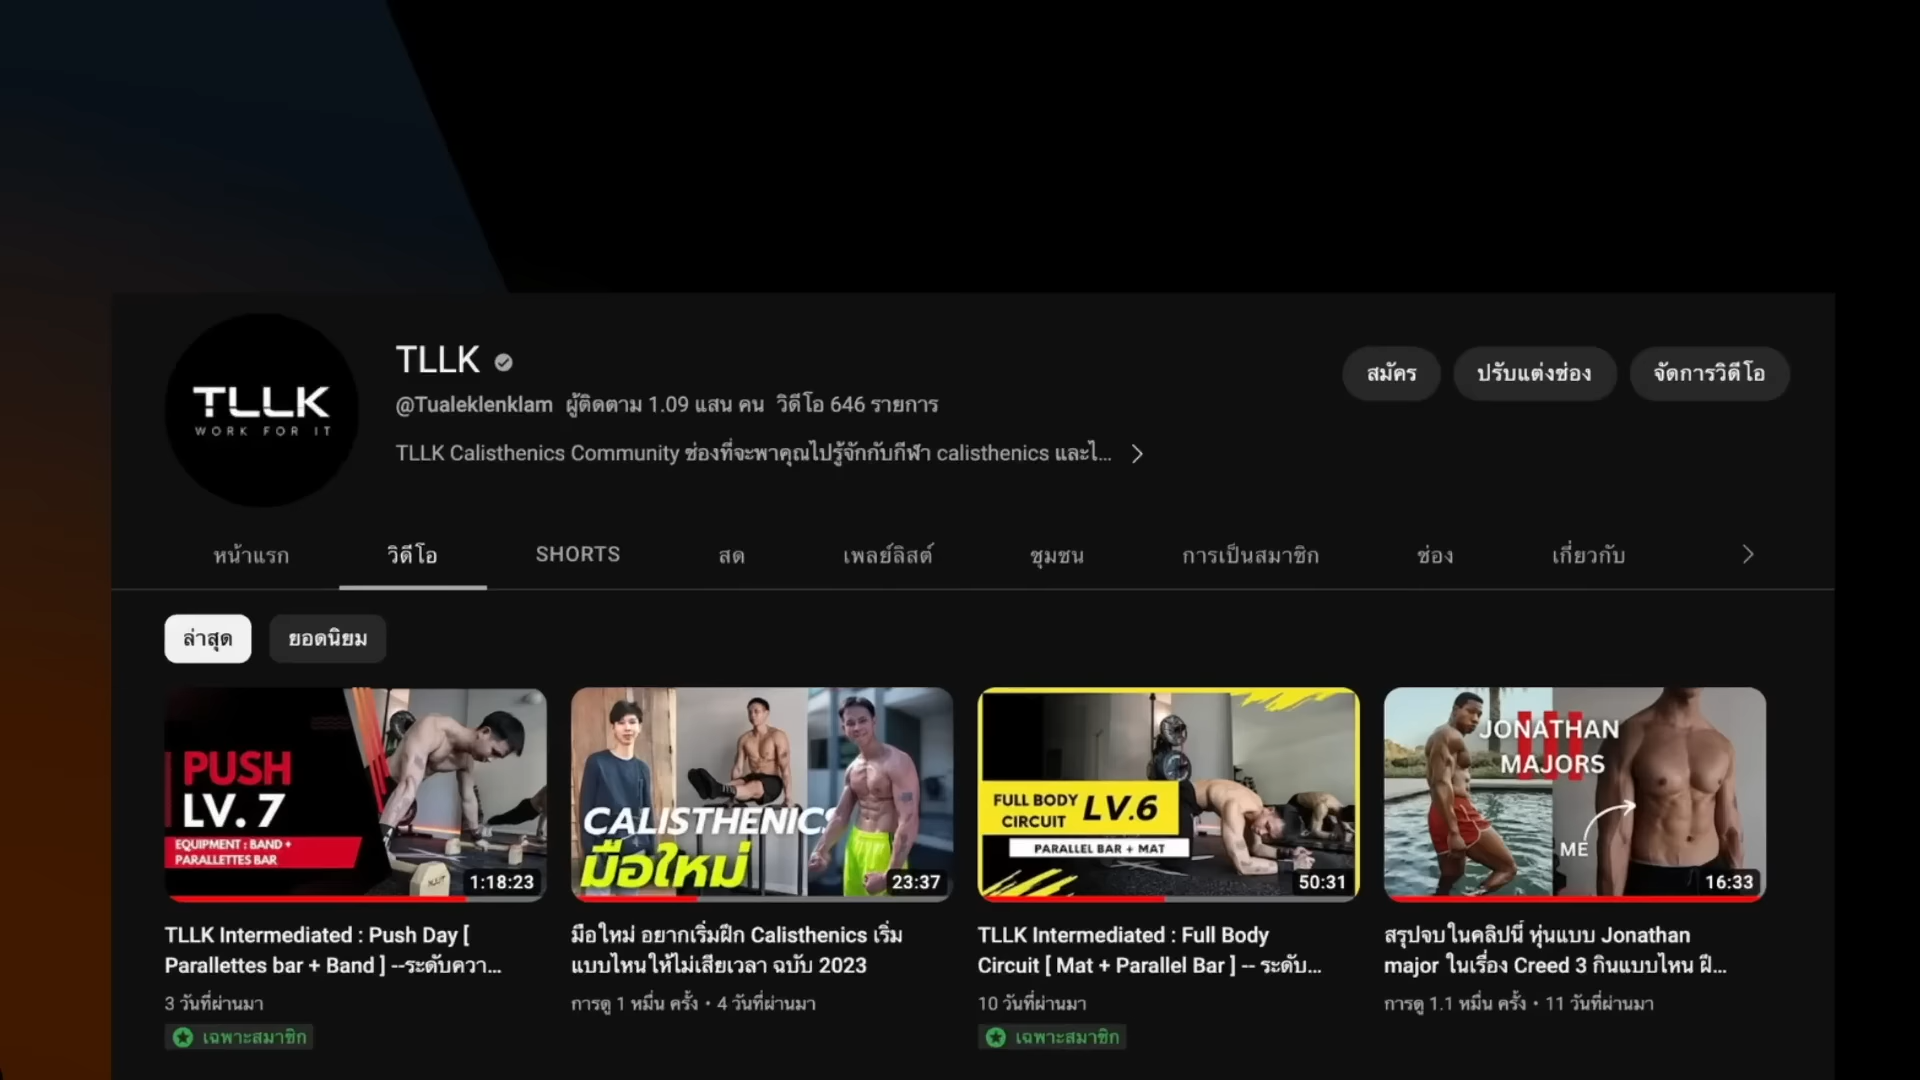 TLLK
WORK FOR IT
TLLK
@Tualeklenklam ผู้ติดตาม 1.09 แสน คน วิดีโอ 646 รายการ
TLLK Calisthenics Community ช่องที่จะพาคุณไปรู้จักกับกีฬา calisthenics และไ...
สมัคร ปรับแต่งช่อง จัดการวิดีโอ
หน้าแรก วิดีโอ SHORTS สด เพลย์ลิสต์ ชุมชน การเป็นสมาชิก ช่อง เกี่ยวกับ
ล่าสุด ยอดนิยม
PUSH
LV. 7
EQUIPMENT : BAND +
PARALLETTES BAR
1:18:23
TLLK Intermediated : Push Day [
Parallettes bar + Band ] --ระดับควา...
3 วันที่ผ่านมา
เฉพาะสมาชิก
CALISTHENICS
มือใหม่
23:37
มือใหม่ อยากเริ่มฝึก Calisthenics เริ่ม
แบบไหนให้ไม่เสียเวลา ฉบับ 2023
การดู 1 หมื่น ครั้ง • 4 วันที่ผ่านมา
FULL BODY
CIRCUIT LV.6
PARALLEL BAR + MAT
50:31
TLLK Intermediated : Full Body
Circuit [ Mat + Parallel Bar ] -- ระดับ...
10 วันที่ผ่านมา
เฉพาะสมาชิก
JONATHAN
MAJORS
III
ME
16:33
สรุปจบในคลิปนี้ หุ่นแบบ Jonathan
major ในเรื่อง Creed 3 กินแบบไหน ฝึ...
การดู 1.1 หมื่น ครั้ง • 11 วันที่ผ่านมา